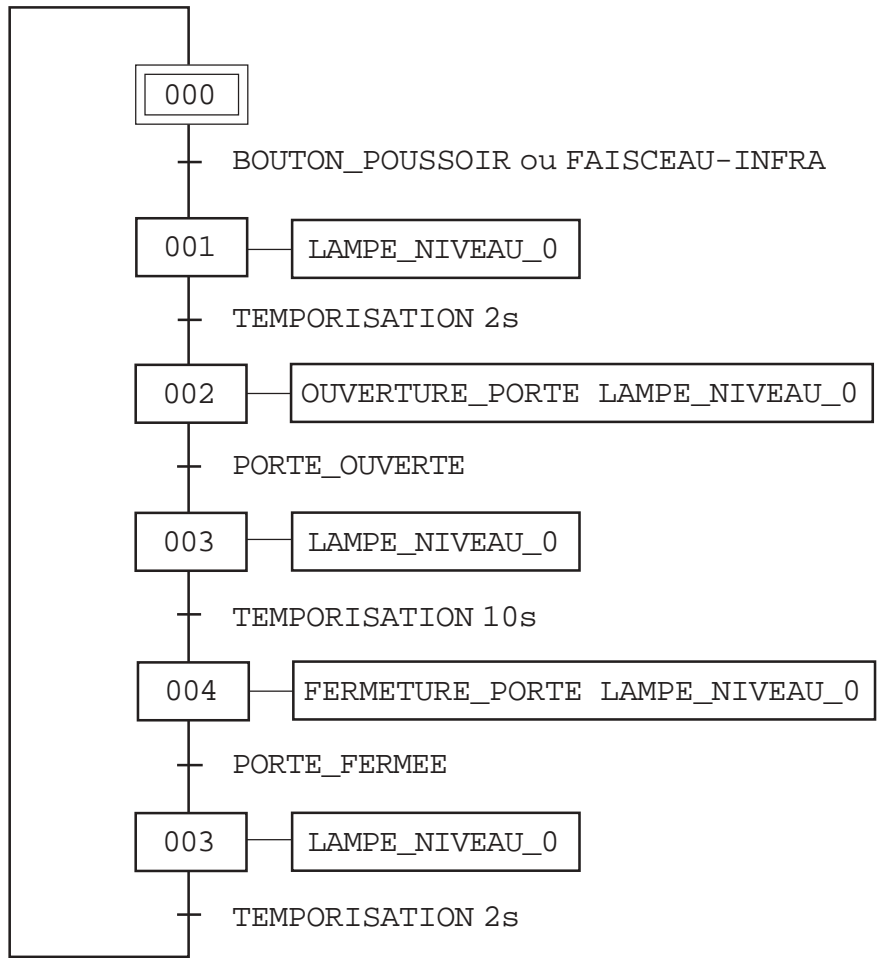 000
BOUTON_POUSSOIR ou FAISCEAU-INFRA
001
LAMPE_NIVEAU_0
TEMPORISATION 2s
002
OUVERTURE_PORTE LAMPE_NIVEAU_0
PORTE_OUVERTE
003
LAMPE_NIVEAU_0
TEMPORISATION 10s
004
FERMETURE_PORTE LAMPE_NIVEAU_0
PORTE_FERMEE
003
LAMPE_NIVEAU_0
TEMPORISATION 2s